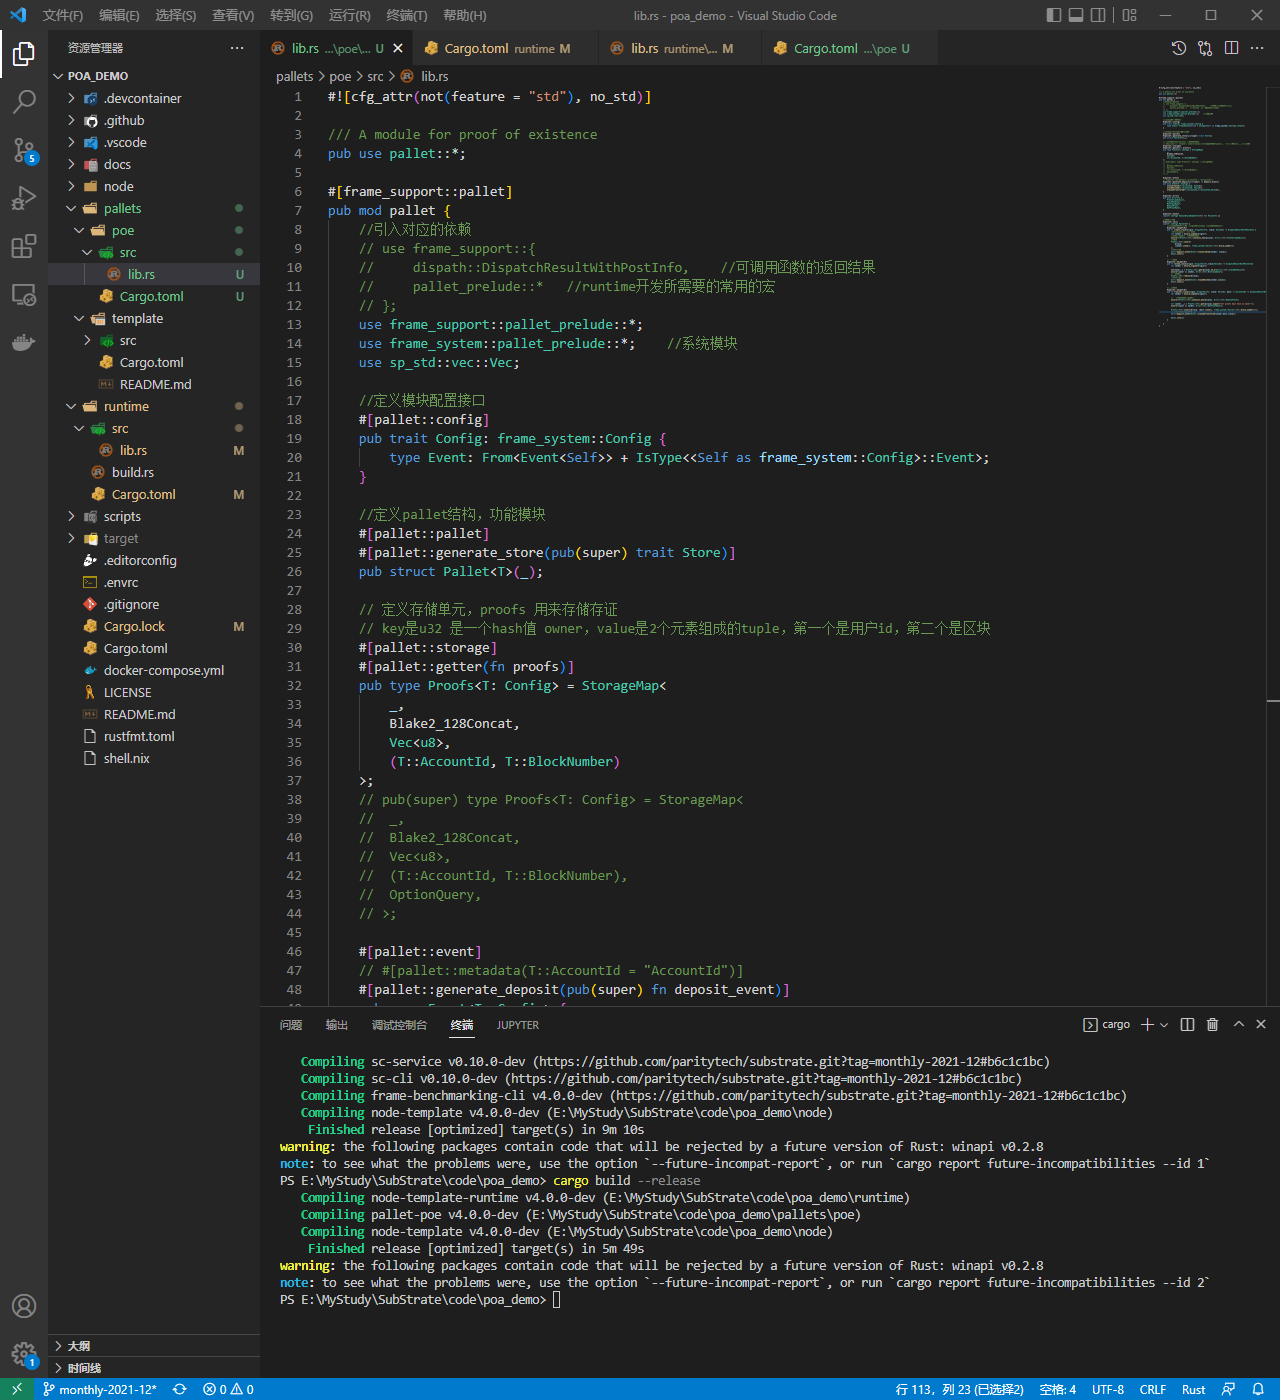 文件(F) 编辑(E) 选择(S) 查看(V) 转到(G) 运行(R) 终端(T) 帮助(H)
lib.rs - poa_demo - Visual Studio Code
资源管理器
POA_DEMO
.devcontainer
.github
.vscode
docs
node
pallets
poe
src
lib.rs U
Cargo.toml U
template
src
Cargo.toml
README.md
runtime
src
lib.rs M
build.rs
Cargo.toml M
scripts
target
.editorconfig
.envrc
.gitignore
Cargo.lock M
Cargo.toml
docker-compose.yml
LICENSE
README.md
rustfmt.toml
shell.nix
大纲
时间线
5
1
lib.rs ...\poe\... U
Cargo.toml runtime M
lib.rs runtime\... M
Cargo.toml ...\poe U
pallets > poe > src > lib.rs
1 #![cfg_attr(not(feature = "std"), no_std)]
2
3 /// A module for proof of existence
4 pub use pallet::*;
5
6 #[frame_support::pallet]
7 pub mod pallet {
8 //引入对应的依赖
9 // use frame_support::{
10 //     dispath::DispatchResultWithPostInfo,    //可调用函数的返回结果
11 //     pallet_prelude::*   //runtime开发所需要的常用的宏
12 // };
13 use frame_support::pallet_prelude::*;
14 use frame_system::pallet_prelude::*;    //系统模块
15 use sp_std::vec::Vec;
16
17 //定义模块配置接口
18 #[pallet::config]
19 pub trait Config: frame_system::Config {
20 type Event: From<Event<Self>> + IsType<<Self as frame_system::Config>::Event>;
21 }
22
23 //定义pallet结构，功能模块
24 #[pallet::pallet]
25 #[pallet::generate_store(pub(super) trait Store)]
26 pub struct Pallet<T>(_);
27
28 // 定义存储单元，proofs 用来存储存证
29 // key是u32 是一个hash值 owner，value是2个元素组成的tuple，第一个是用户id，第二个是区块
30 #[pallet::storage]
31 #[pallet::getter(fn proofs)]
32 pub type Proofs<T: Config> = StorageMap<
33 _,
34 Blake2_128Concat,
35 Vec<u8>,
36 (T::AccountId, T::BlockNumber)
37 >;
38 // pub(super) type Proofs<T: Config> = StorageMap<
39 //  _,
40 //  Blake2_128Concat,
41 //  Vec<u8>,
42 //  (T::AccountId, T::BlockNumber),
43 //  OptionQuery,
44 // >;
45
46 #[pallet::event]
47 // #[pallet::metadata(T::AccountId = "AccountId")]
48 #[pallet::generate_deposit(pub(super) fn deposit_event)]
问题 输出 调试控制台 终端 JUPYTER
cargo
Compiling sc-service v0.10.0-dev (https://github.com/paritytech/substrate.git?tag=monthly-2021-12#b6c1c1bc)
Compiling sc-cli v0.10.0-dev (https://github.com/paritytech/substrate.git?tag=monthly-2021-12#b6c1c1bc)
Compiling frame-benchmarking-cli v4.0.0-dev (https://github.com/paritytech/substrate.git?tag=monthly-2021-12#b6c1c1bc)
Compiling node-template v4.0.0-dev (E:\MyStudy\SubStrate\code\poa_demo\node)
Finished release [optimized] target(s) in 9m 10s
warning: the following packages contain code that will be rejected by a future version of Rust: winapi v0.2.8
note: to see what the problems were, use the option `--future-incompat-report`, or run `cargo report future-incompatibilities --id 1`
PS E:\MyStudy\SubStrate\code\poa_demo> cargo build --release
Compiling node-template-runtime v4.0.0-dev (E:\MyStudy\SubStrate\code\poa_demo\runtime)
Compiling pallet-poe v4.0.0-dev (E:\MyStudy\SubStrate\code\poa_demo\pallets\poe)
Compiling node-template v4.0.0-dev (E:\MyStudy\SubStrate\code\poa_demo\node)
Finished release [optimized] target(s) in 5m 49s
warning: the following packages contain code that will be rejected by a future version of Rust: winapi v0.2.8
note: to see what the problems were, use the option `--future-incompat-report`, or run `cargo report future-incompatibilities --id 2`
PS E:\MyStudy\SubStrate\code\poa_demo>
monthly-2021-12* 0 0 行 113，列 23 (已选择2) 空格: 4 UTF-8 CRLF Rust